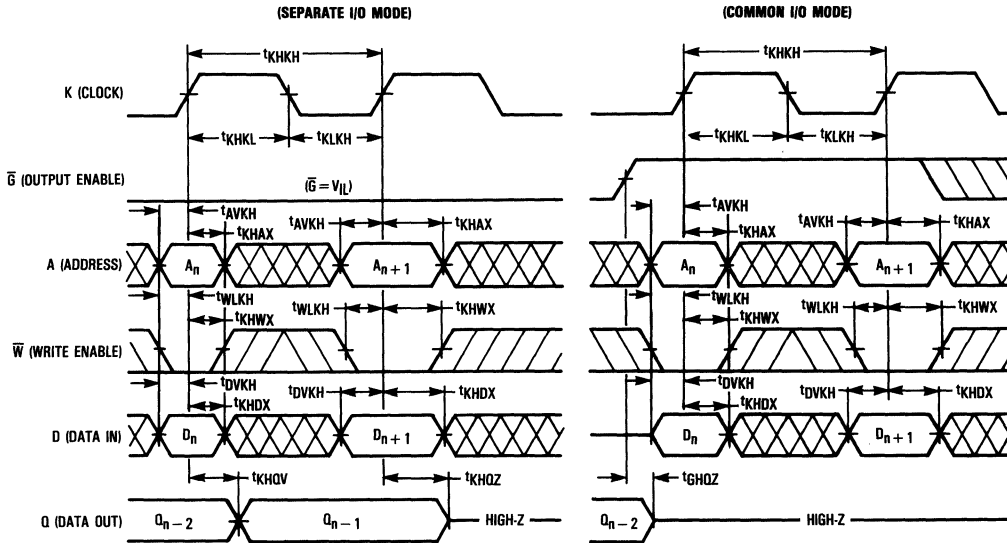 (SEPARATE I/O MODE)
(COMMON I/O MODE)
tKHKH
tKHKH
K (CLOCK)
tKHKL
tKLKH
tKHKL
tKLKH
G̅ (OUTPUT ENABLE)
(G̅ = VIL)
tAVKH
tAVKH
tAVKH
tAVKH
tKHAX
tKHAX
tKHAX
tKHAX
A (ADDRESS)
An
An + 1
An
An + 1
tWLKH
tWLKH
tWLKH
tWLKH
tKHWX
tKHWX
tKHWX
tKHWX
W̅ (WRITE ENABLE)
tDVKH
tDVKH
tDVKH
tDVKH
tKHDX
tKHDX
tKHDX
tKHDX
D (DATA IN)
Dn
Dn + 1
Dn
Dn + 1
tKHQV
tKHQZ
tGHQZ
Q (DATA OUT)
Qn − 2
Qn − 1
HIGH-Z
Qn − 2
HIGH-Z